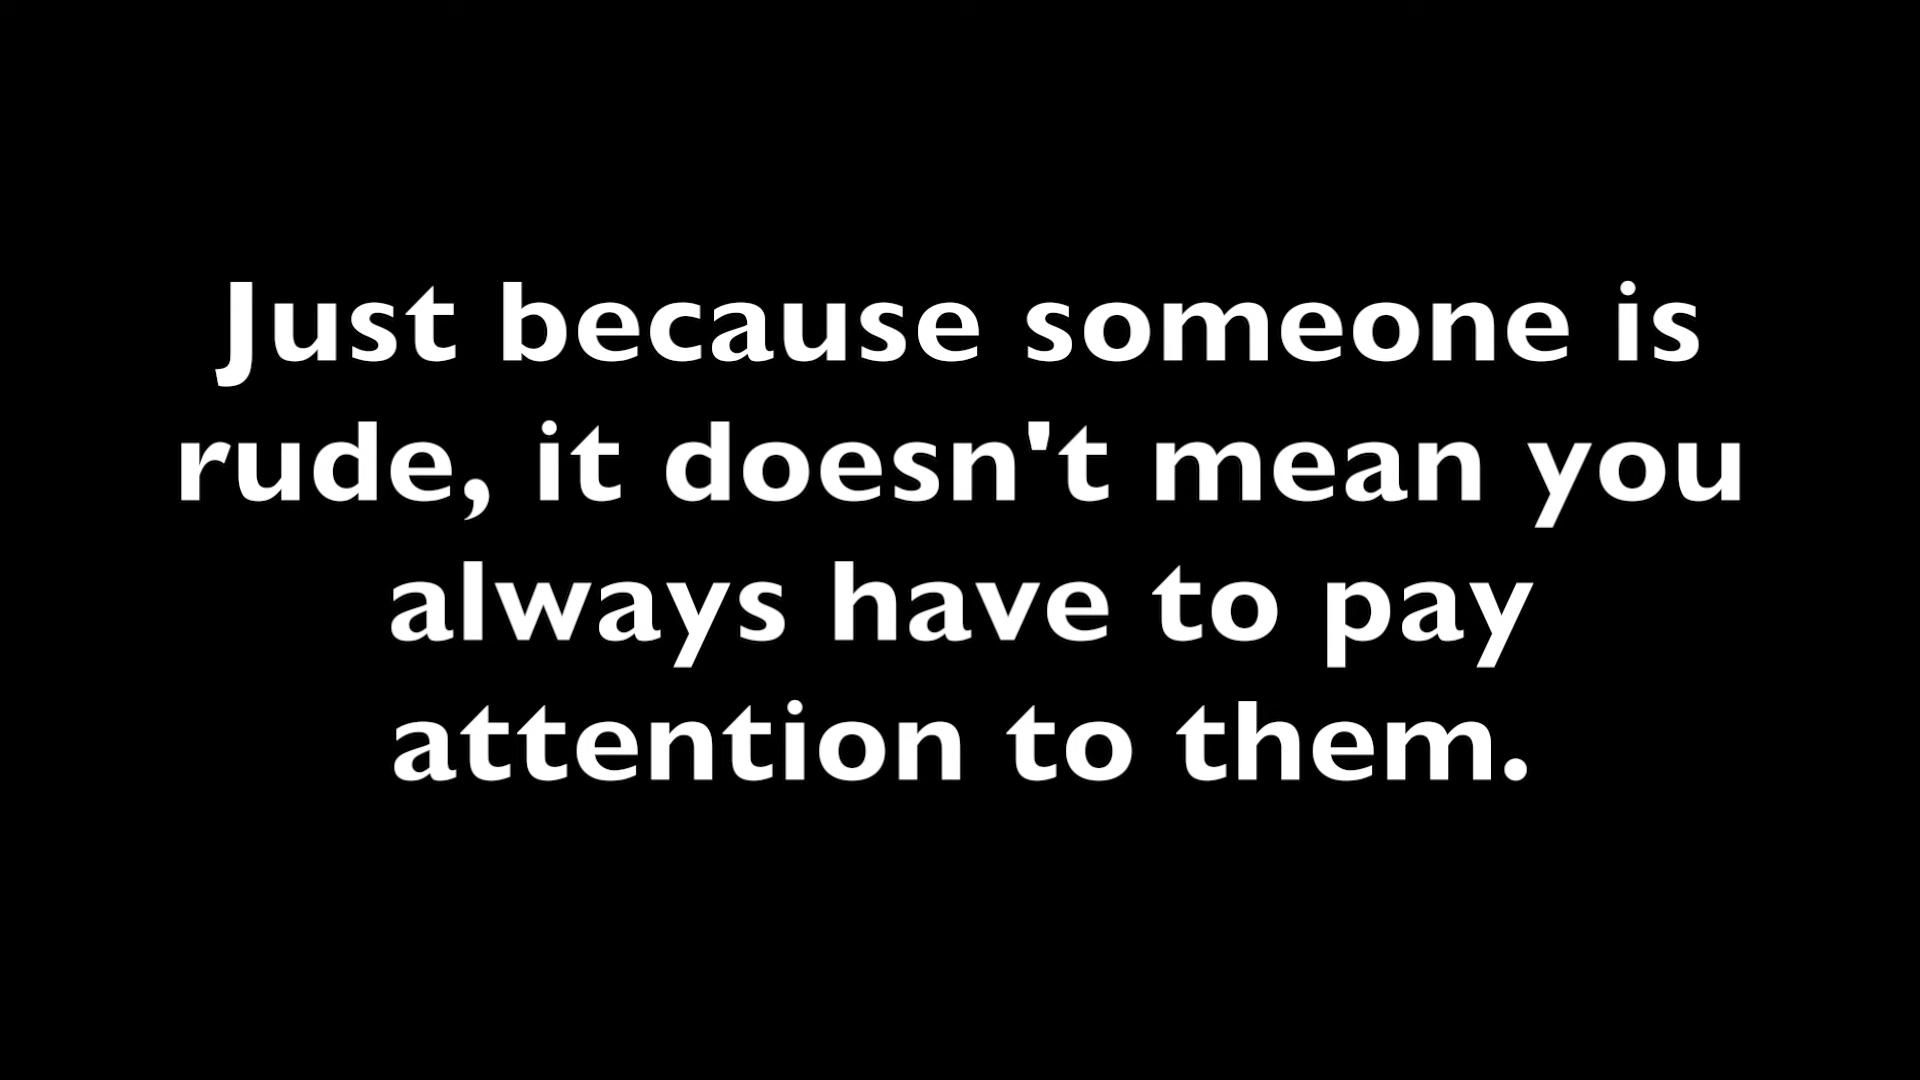 Just because someone is
rude, it doesn't mean you
always have to pay
attention to them.